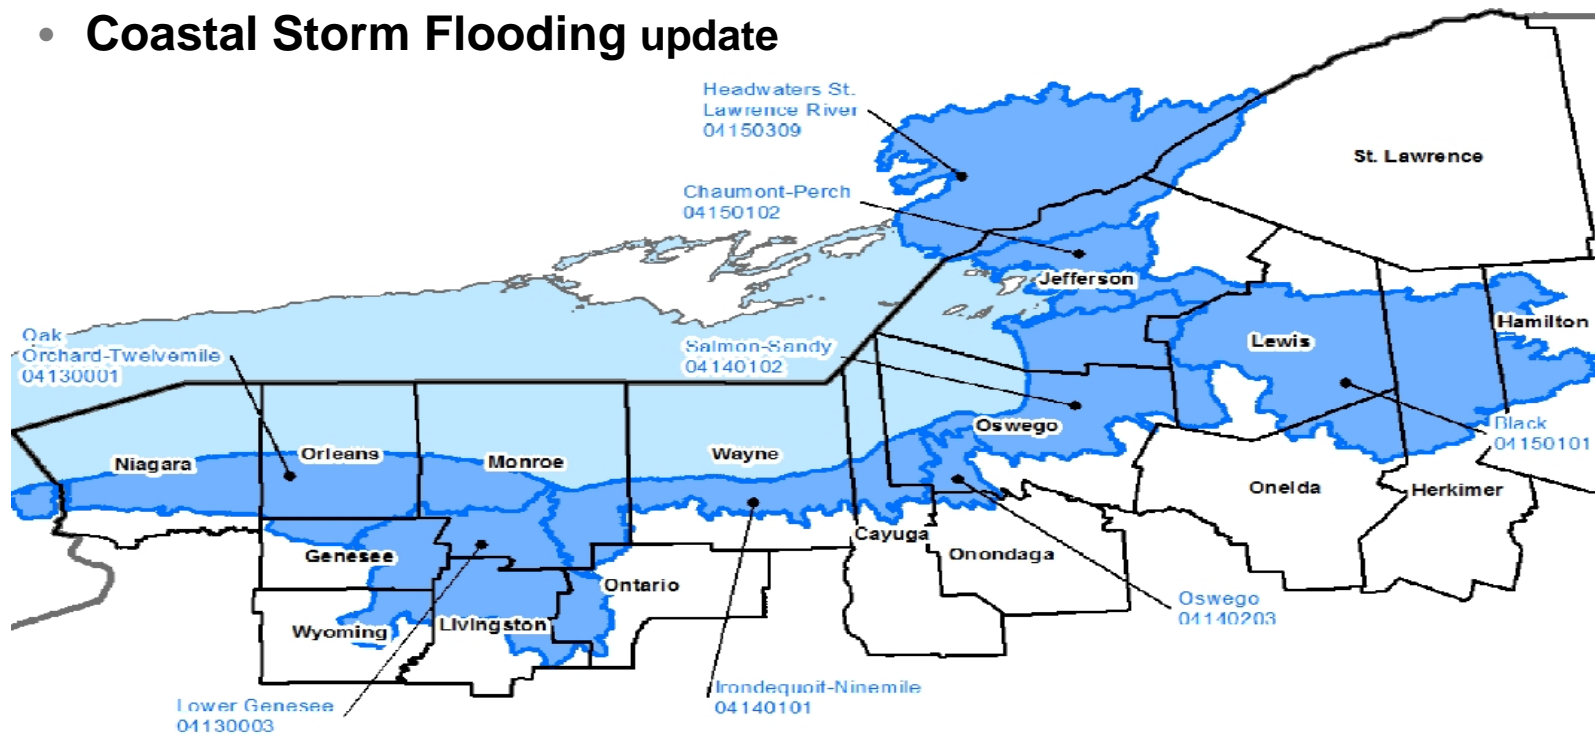 • Coastal Storm Flooding update
Headwaters St.
Lawrence River
04150309
St. Lawrence
Chaumont-Perch
04150102
Jefferson
Hamilton
Oak
Orchard-Twelvemile
04130001
Salmon-Sandy
04140102
Lewis
Black
04150101
Oswego
Niagara
Orleans
Monroe
Wayne
Oneida
Herkimer
Cayuga
Onondaga
Genesee
Ontario
Oswego
04140203
Wyoming
Livingston
Lower Genesee
04130003
Irondequoit-Ninemile
04140101